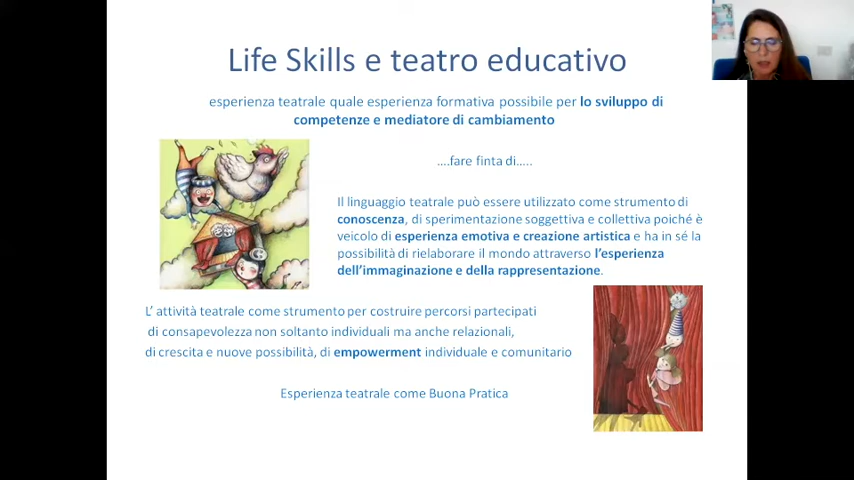 Life Skills e teatro educativo
esperienza teatrale quale esperienza formativa possibile per lo sviluppo di
competenze e mediatore di cambiamento
....fare finta di.....
Il linguaggio teatrale può essere utilizzato come strumento di
conoscenza, di sperimentazione soggettiva e collettiva poiché è
veicolo di esperienza emotiva e creazione artistica e ha in sé la
possibilità di rielaborare il mondo attraverso l'esperienza
dell'immaginazione e della rappresentazione.
L' attività teatrale come strumento per costruire percorsi partecipati
di consapevolezza non soltanto individuali ma anche relazionali,
di crescita e nuove possibilità, di empowerment individuale e comunitario
Esperienza teatrale come Buona Pratica